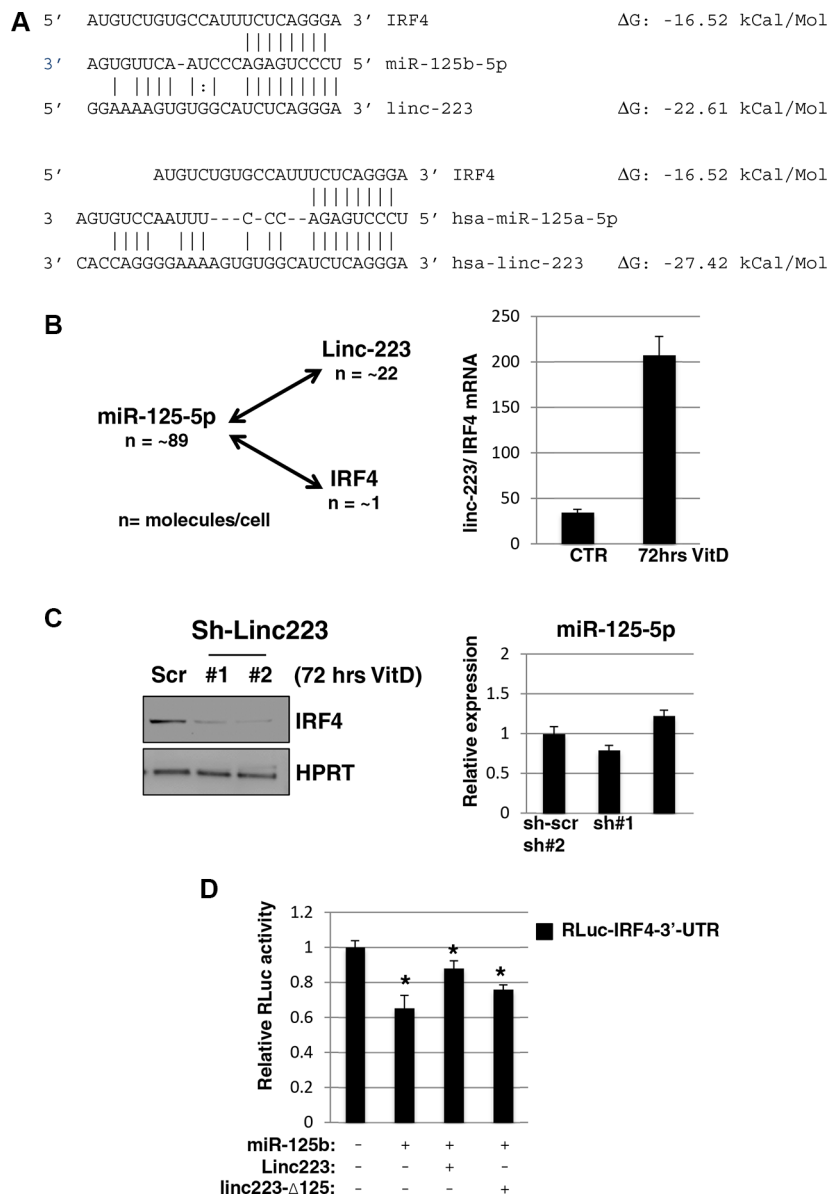 A
5′ AUGUCUGUGCCAUUUCUCAGGGA 3′ IRF4 ΔG: -16.52 kCal/Mol
||||||||
3′ AGUGUUCA-AUCCCAGAGUCCCU 5′ miR-125b-5p
| |||| |:| |||||||||
5′ GGAAAAGUGUGGCAUCUCAGGGA 3′ linc-223 ΔG: -22.61 kCal/Mol
5′ AUGUCUGUGCCAUUUCUCAGGGA 3′ IRF4 ΔG: -16.52 kCal/Mol
||||||||
3 AGUGUCCAAUUU---C-CC--AGAGUCCCU 5′ hsa-miR-125a-5p
|||| ||| | || ||||||||
3′ CACCAGGGGAAAAGUGUGGCAUCUCAGGGA 3′ hsa-linc-223 ΔG: -27.42 kCal/Mol
B
Linc-223
n = ~22
miR-125-5p
n = ~89
IRF4
n = ~1
n= molecules/cell
linc-223/ IRF4 mRNA
250
200
150
100
50
0
CTR 72hrs VitD
C
Sh-Linc223
Scr #1 #2 (72 hrs VitD)
IRF4
HPRT
miR-125-5p
Relative expression
2
1.5
1
0.5
0
sh-scr sh#1
sh#2
D
Relative RLuc activity
1.2
1
0.8
0.6
0.4
0.2
0
* * *
RLuc-IRF4-3’-UTR
miR-125b: - + + +
Linc223: - - + -
linc223-Δ125: - - - +